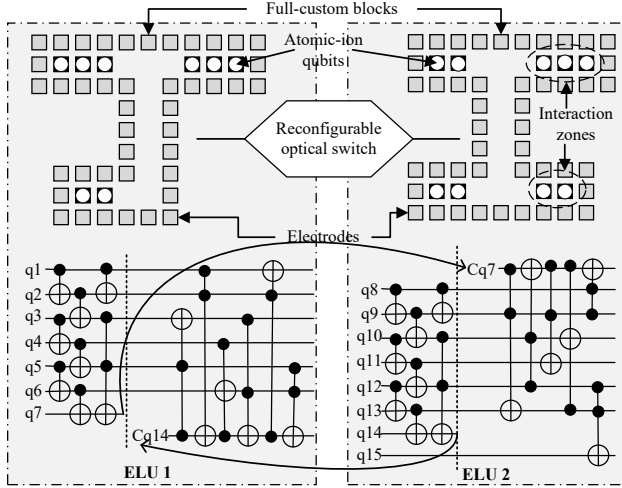 Full-custom blocks
Atomic-ion
qubits
Reconfigurable
optical switch
Interaction
zones
Electrodes
q1
q2
q3
q4
q5
q6
q7
Cq14
ELU 1
Cq7
q8
q9
q10
q11
q12
q13
q14
q15
ELU 2